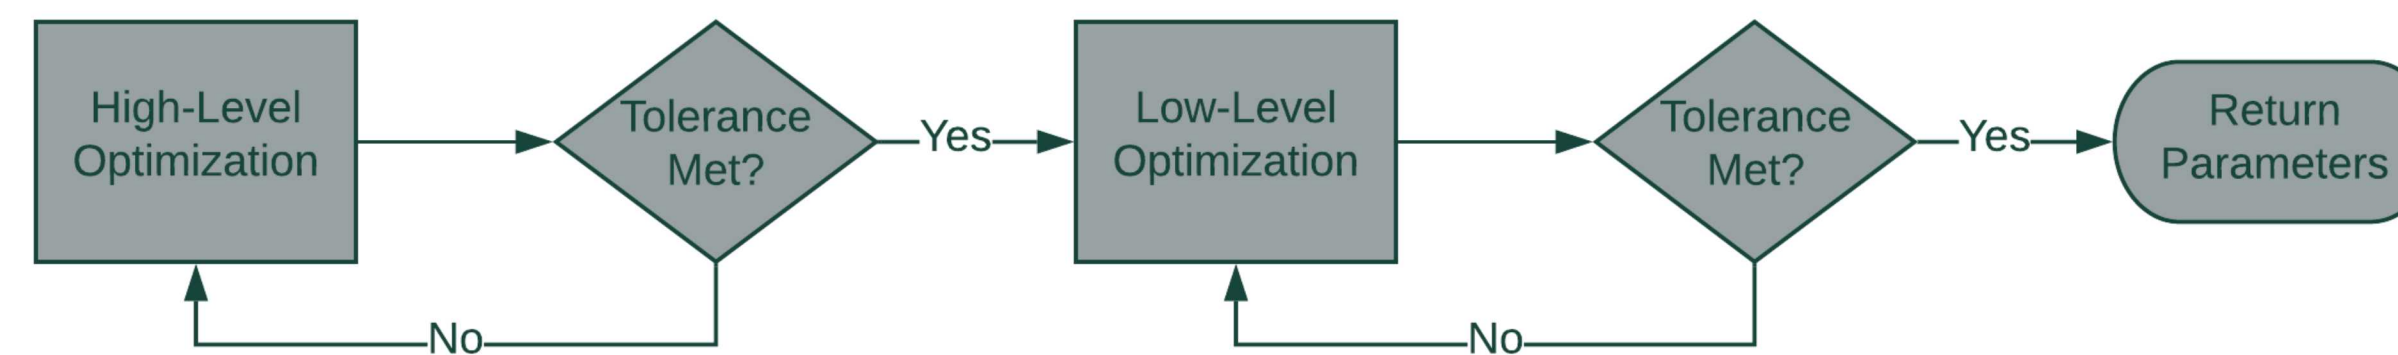 High-Level
Optimization
Tolerance
Met?
Yes
No
Low-Level
Optimization
Tolerance
Met?
Yes
No
Return
Parameters